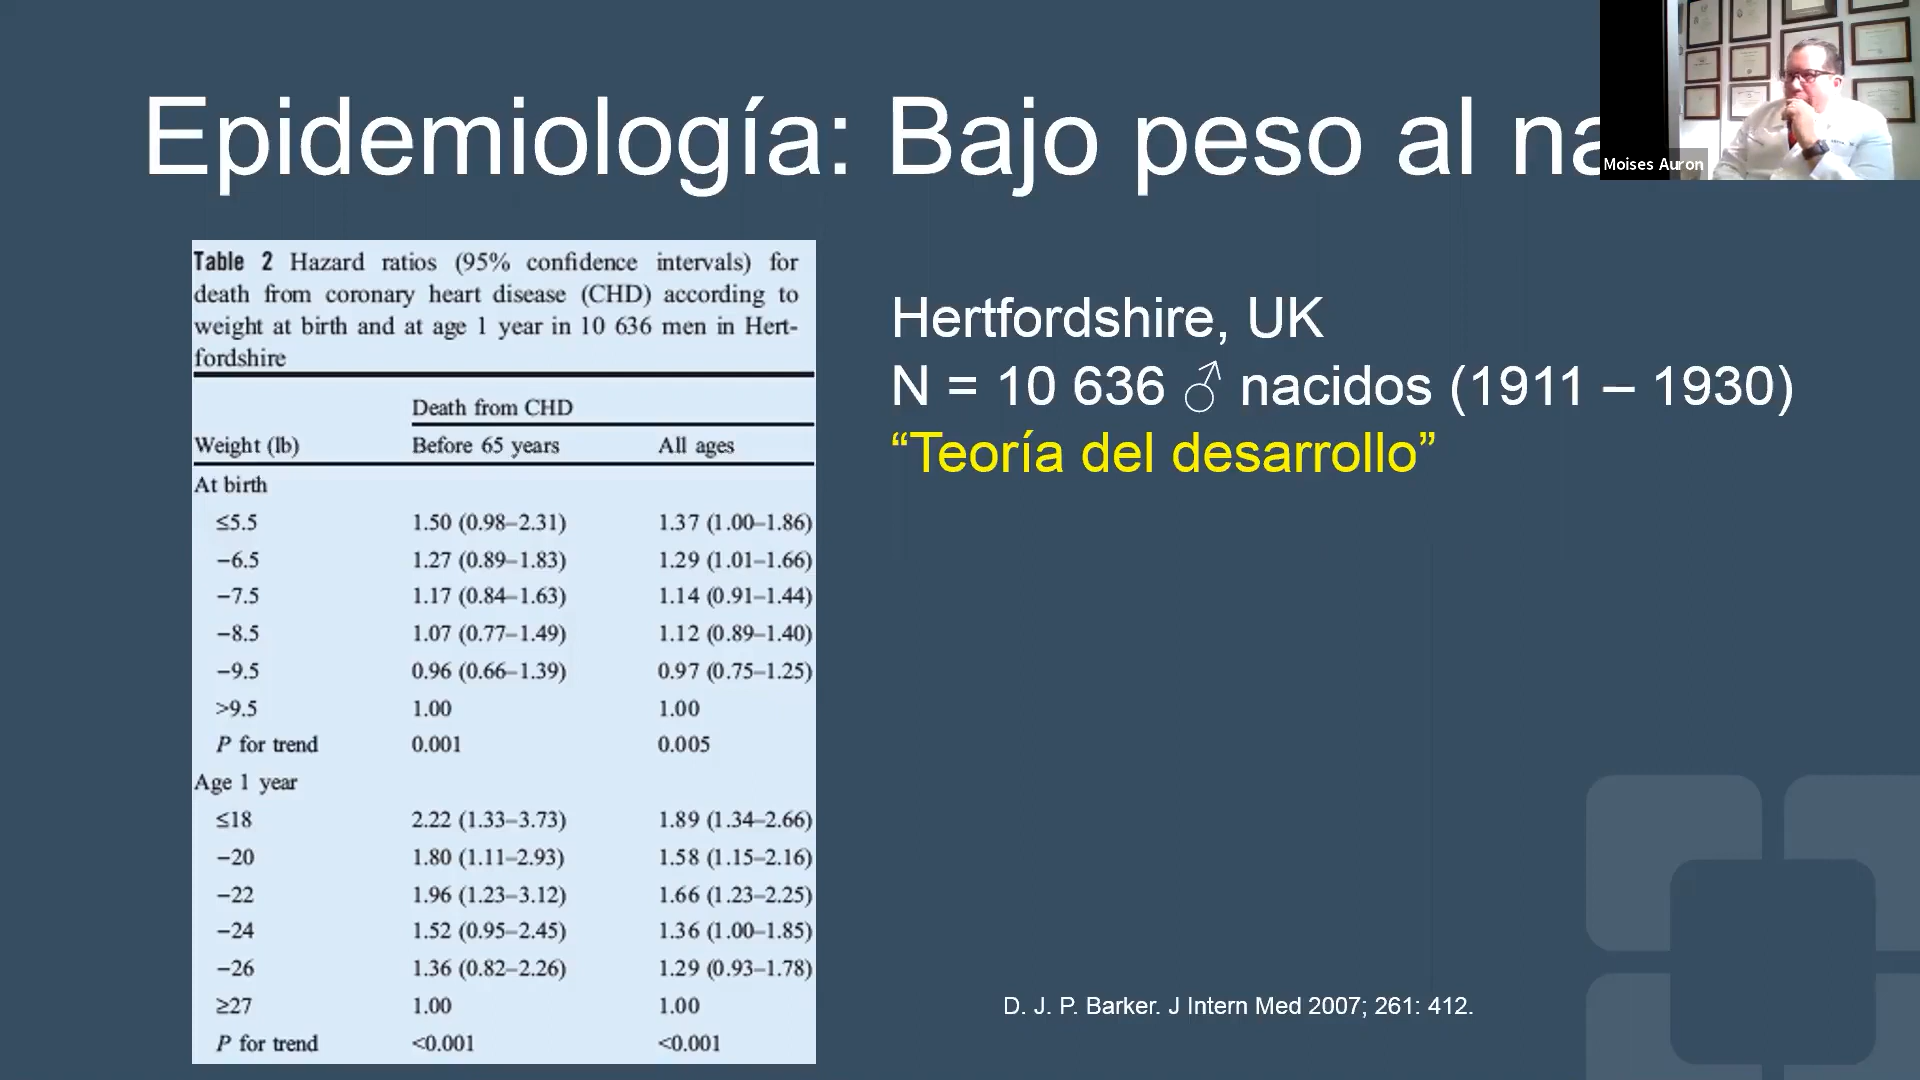 Epidemiología: Bajo peso al na
Moises Auron
Table 2 Hazard ratios (95% confidence intervals) for
death from coronary heart disease (CHD) according to
weight at birth and at age 1 year in 10 636 men in Hert-
fordshire
Death from CHD
Weight (lb) Before 65 years All ages
At birth
≤5.5 1.50 (0.98–2.31) 1.37 (1.00–1.86)
−6.5 1.27 (0.89–1.83) 1.29 (1.01–1.66)
−7.5 1.17 (0.84–1.63) 1.14 (0.91–1.44)
−8.5 1.07 (0.77–1.49) 1.12 (0.89–1.40)
−9.5 0.96 (0.66–1.39) 0.97 (0.75–1.25)
>9.5 1.00 1.00
P for trend 0.001 0.005
Age 1 year
≤18 2.22 (1.33–3.73) 1.89 (1.34–2.66)
−20 1.80 (1.11–2.93) 1.58 (1.15–2.16)
−22 1.96 (1.23–3.12) 1.66 (1.23–2.25)
−24 1.52 (0.95–2.45) 1.36 (1.00–1.85)
−26 1.36 (0.82–2.26) 1.29 (0.93–1.78)
≥27 1.00 1.00
P for trend <0.001 <0.001
Hertfordshire, UK
N = 10 636 ♂ nacidos (1911 – 1930)
“Teoría del desarrollo”
D. J. P. Barker. J Intern Med 2007; 261: 412.